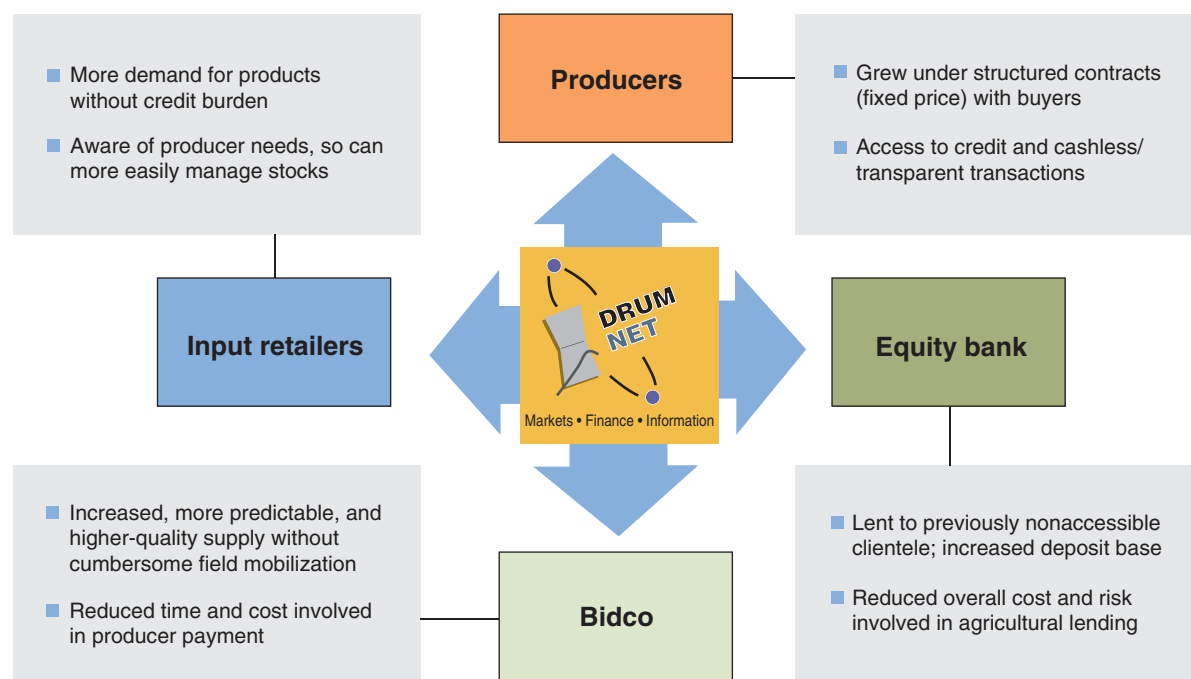 More demand for products
without credit burden
Aware of producer needs, so can
more easily manage stocks
Producers
Grew under structured contracts
(fixed price) with buyers
Access to credit and cashless/
transparent transactions
Input retailers
DRUM
NET
Markets • Finance • Information
Equity bank
Increased, more predictable, and
higher-quality supply without
cumbersome field mobilization
Reduced time and cost involved
in producer payment
Bidco
Lent to previously nonaccessible
clientele; increased deposit base
Reduced overall cost and risk
involved in agricultural lending